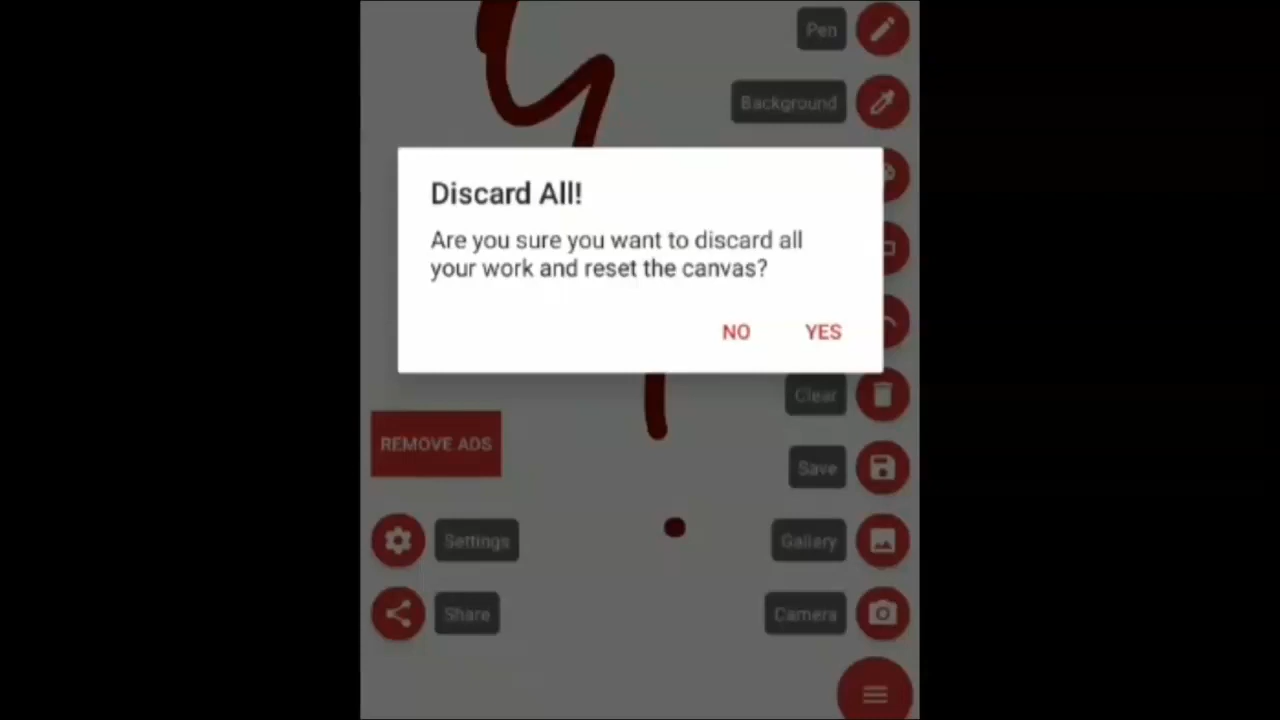 Pen
Background
Discard All!
Are you sure you want to discard all
your work and reset the canvas?
NO YES
Clear
REMOVE ADS
Save
Settings
Gallery
Share
Camera